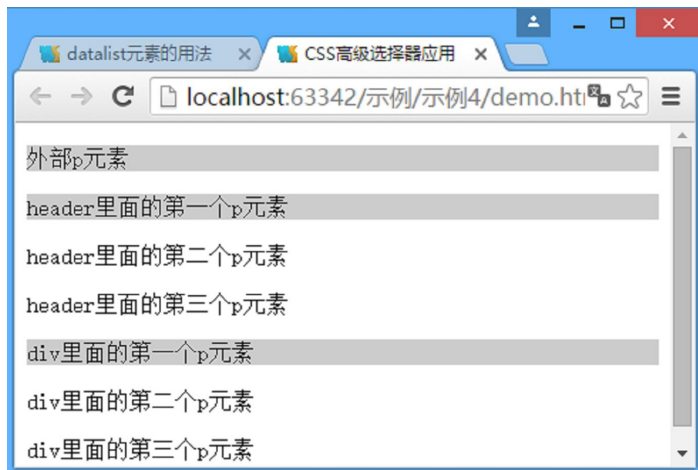 datalist元素的用法
CSS高级选择器应用
localhost:63342/示例/示例4/demo.ht
外部p元素
header里面的第一个p元素
header里面的第二个p元素
header里面的第三个p元素
div里面的第一个p元素
div里面的第二个p元素
div里面的第三个p元素